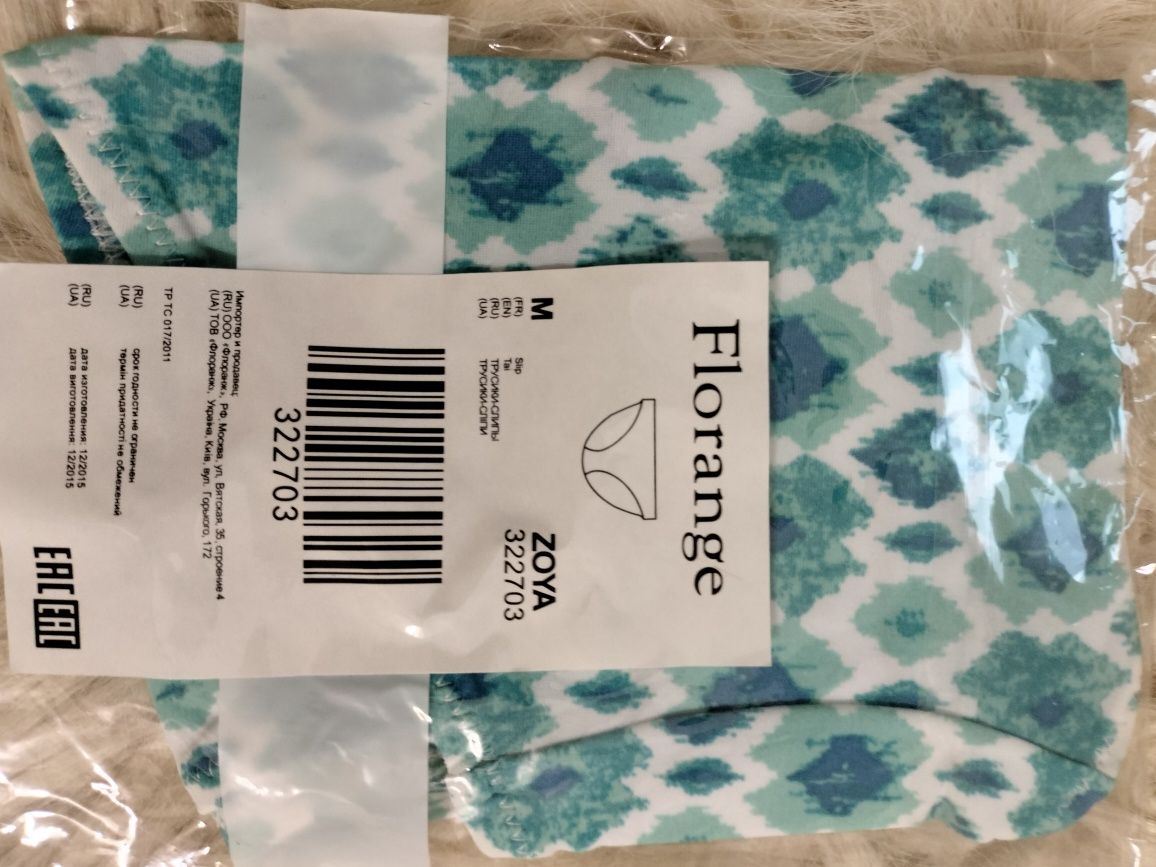 Florange
ZOYA
322703
M
(FR) Slip
(EN) Tai
(RU) ТРУСИКИ-СЛИПЫ
(UA) ТРУСИКИ-СЛІПИ
322703
Импортер и продавец:
(RU) ООО «Флоранж», РФ, Москва, ул. Вятская, 35, строение 4
(UA) ТОВ «Флоранж», Україна, Київ, вул. Горького, 172
ТР ТС 017/2011
(RU) срок годности не ограничен
(UA) термін придатності не обмежений
(RU) дата изготовления: 12/2015
(UA) дата виготовлення: 12/2015
EAC EAC